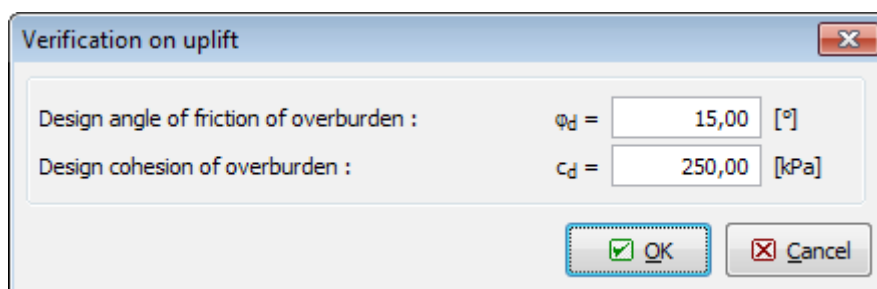 Verification on uplift
Design angle of friction of overburden : φd = 15,00 [°]
Design cohesion of overburden : cd = 250,00 [kPa]
OK Cancel